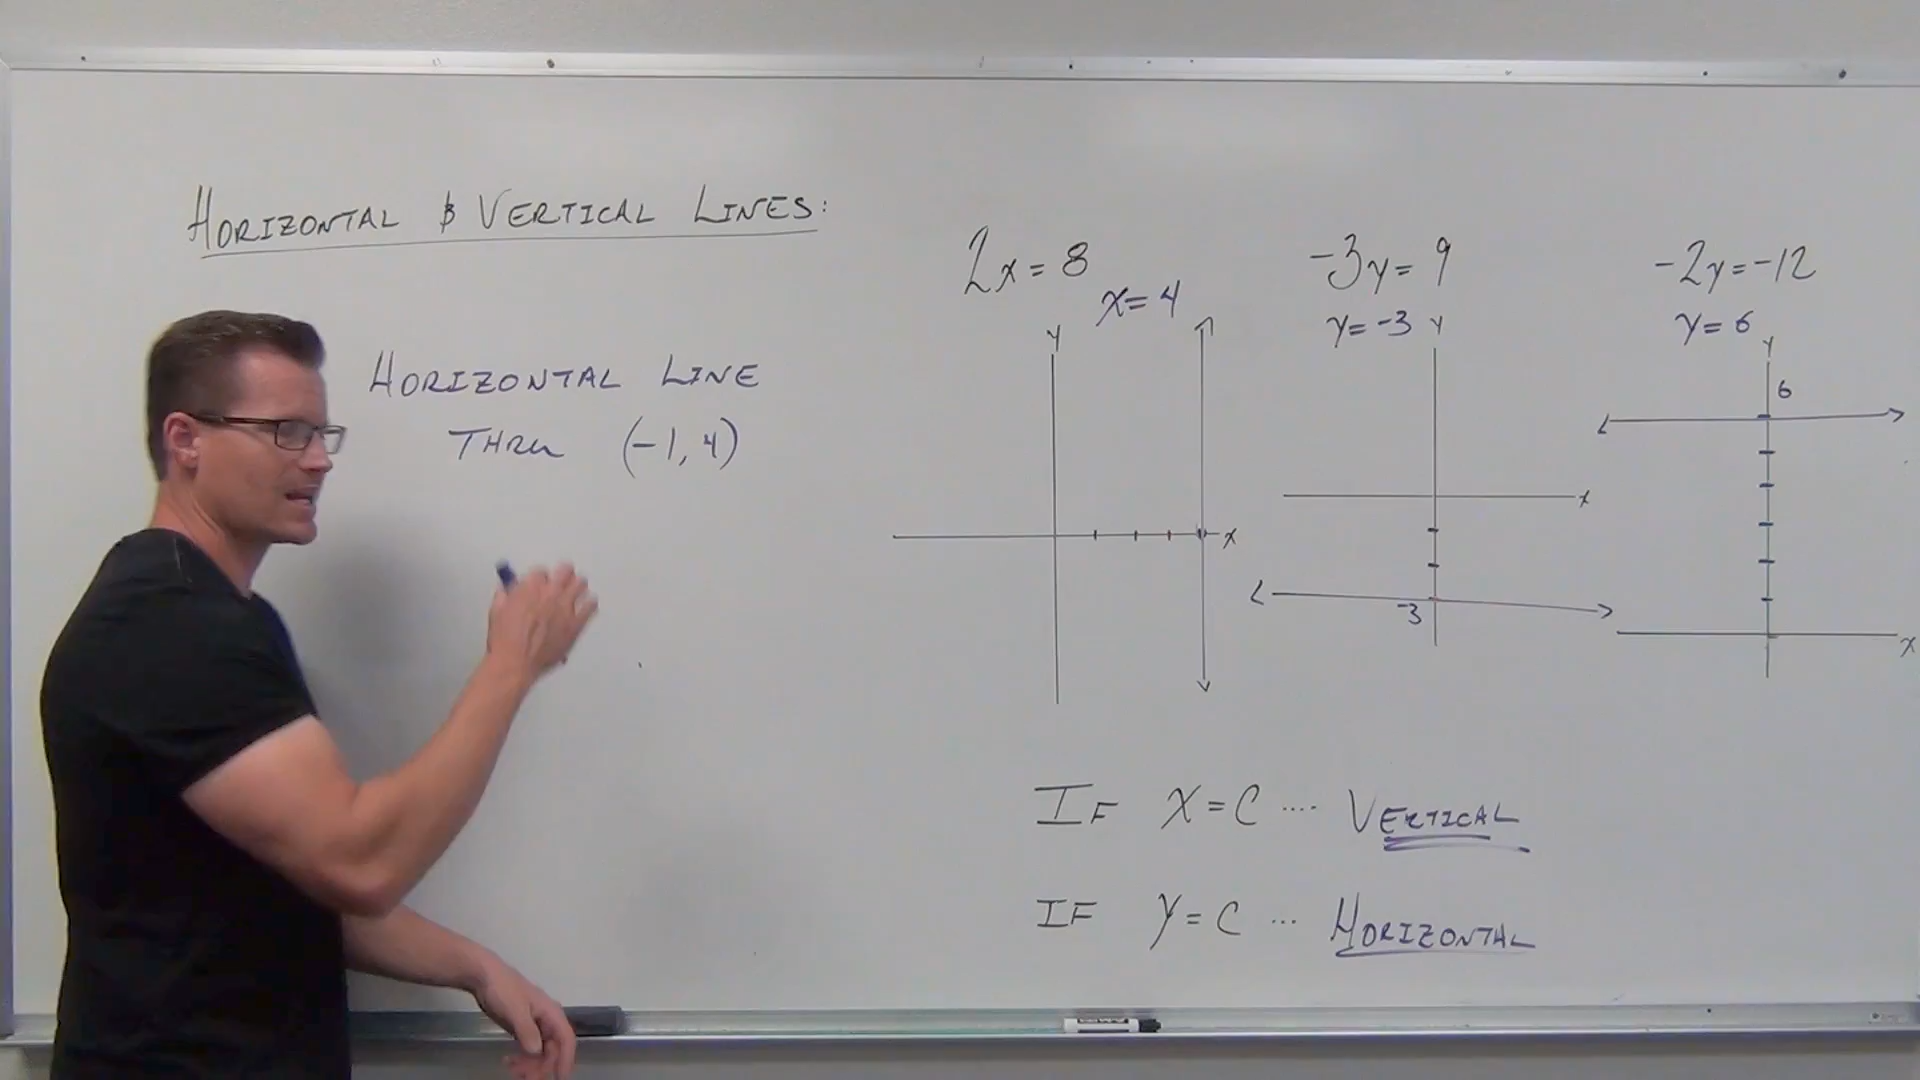 HORIZONTAL & VERTICAL LINES:
HORIZONTAL LINE
THRU (-1, 4)
2x = 8
x = 4
y
x
-3y = 9
y = -3
y
x
-3
-2y = -12
y = 6
y
6
x
IF X = C .... VERTICAL
IF Y = C ... HORIZONTAL